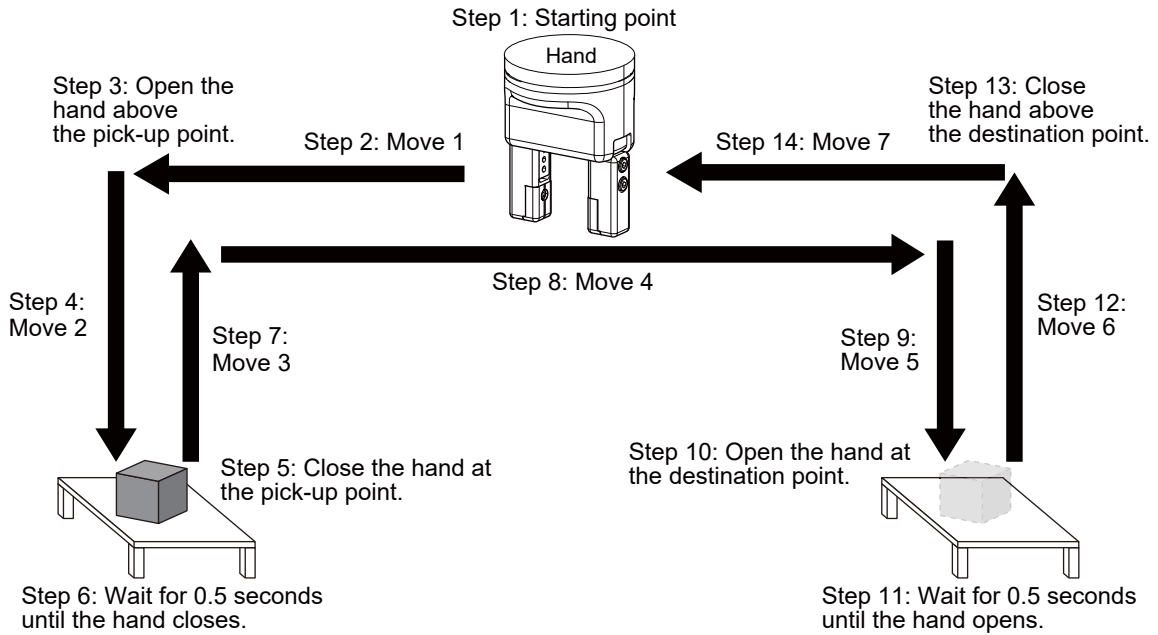 Step 1: Starting point
Hand
Step 3: Open the
hand above
the pick-up point.
Step 2: Move 1
Step 14: Move 7
Step 13: Close
the hand above
the destination point.
Step 8: Move 4
Step 4:
Move 2
Step 7:
Move 3
Step 9:
Move 5
Step 12:
Move 6
Step 5: Close the hand at
the pick-up point.
Step 10: Open the hand at
the destination point.
Step 6: Wait for 0.5 seconds
until the hand closes.
Step 11: Wait for 0.5 seconds
until the hand opens.